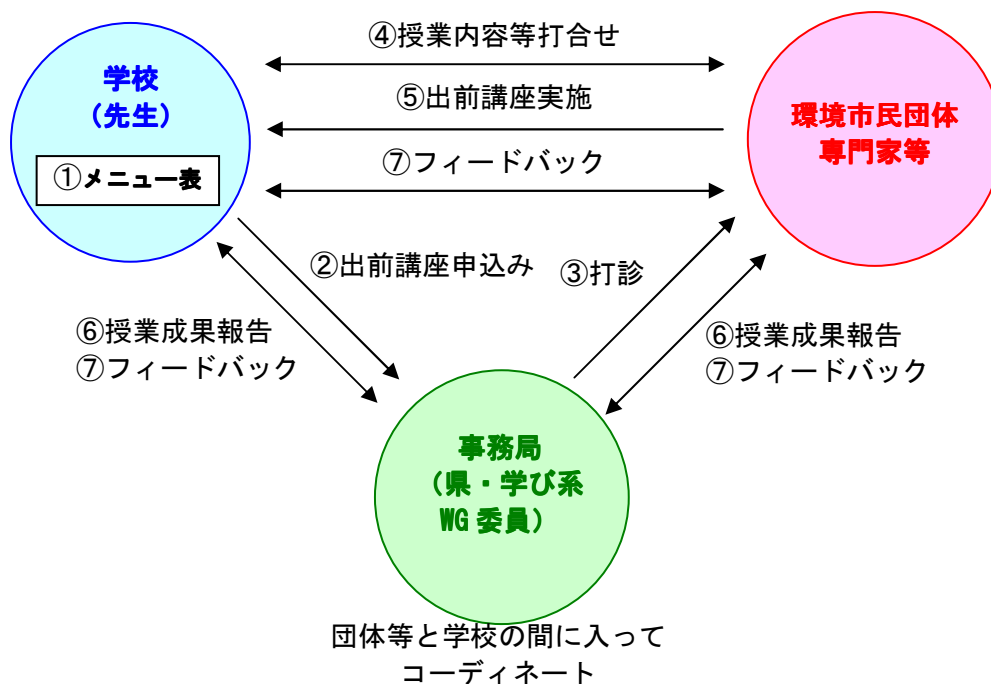 ④授業内容等打合せ
学校
（先生）
①メニュー表
⑤出前講座実施
⑦フィードバック
環境市民団体
専門家等
②出前講座申込み
③打診
⑥授業成果報告
⑦フィードバック
⑥授業成果報告
⑦フィードバック
事務局
（県・学び系
WG 委員）
団体等と学校の間に入って
コーディネート